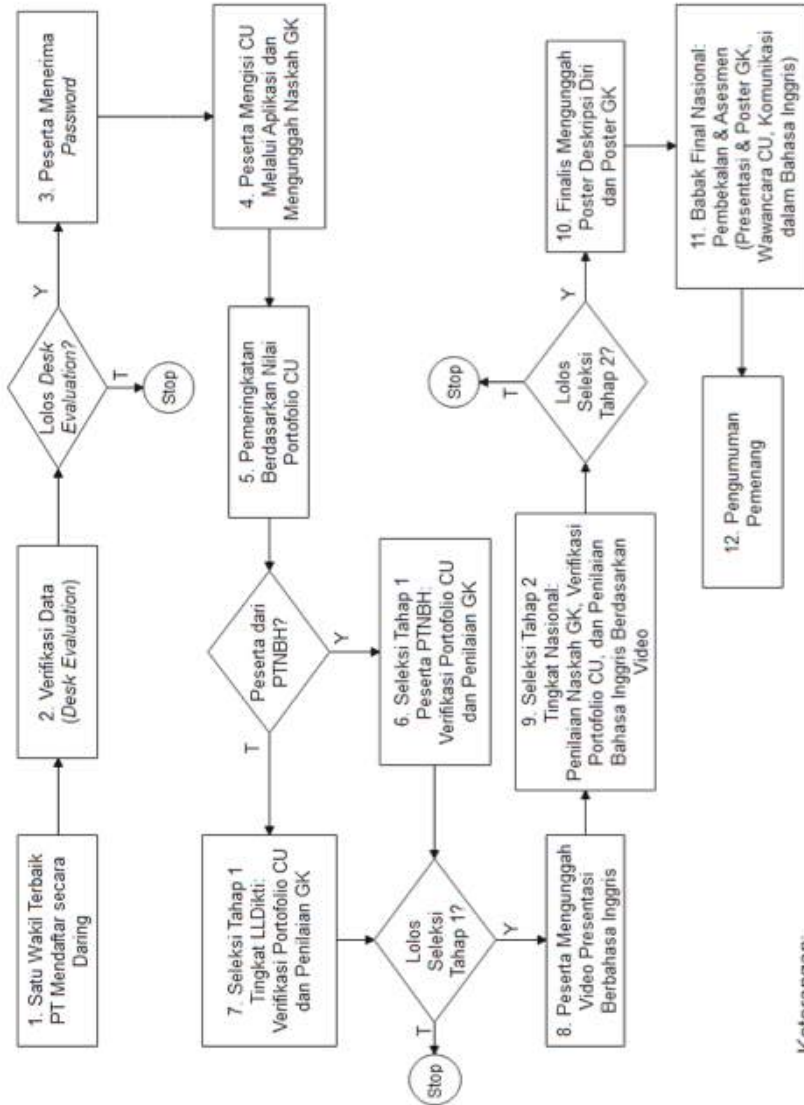 1. Satu Wakil Terbaik
PT Mendaftar secara
Daring
2. Verifikasi Data
(Desk Evaluation)
Lolos Desk
Evaluation?
Y
T
Stop
3. Peserta Menerima
Password
4. Peserta Mengisi CU
Melalui Aplikasi dan
Mengunggah Naskah GK
5. Pemeringkatan
Berdasarkan Nilai
Portofolio CU
Peserta dari
PTNBH?
T
Y
6. Seleksi Tahap 1
Peserta PTNBH:
Verifikasi Portofolio CU
dan Penilaian GK
7. Seleksi Tahap 1
Tingkat LLDikti:
Verifikasi Portofolio CU
dan Penilaian GK
Lolos
Seleksi
Tahap 1?
T
Stop
Y
8. Peserta Mengunggah
Video Presentasi
Berbahasa Inggris
9. Seleksi Tahap 2
Tingkat Nasional:
Penilaian Naskah GK, Verifikasi
Portofolio CU, dan Penilaian
Bahasa Inggris Berdasarkan
Video
Lolos
Seleksi
Tahap 2?
T
Stop
Y
10. Finalis Mengunggah
Poster Deskripsi Diri
dan Poster GK
11. Babak Final Nasional:
Pembekalan & Asesmen
(Presentasi & Poster GK,
Wawancara CU, Komunikasi
dalam Bahasa Inggris)
12. Pengumuman
Pemenang
Keterangan: